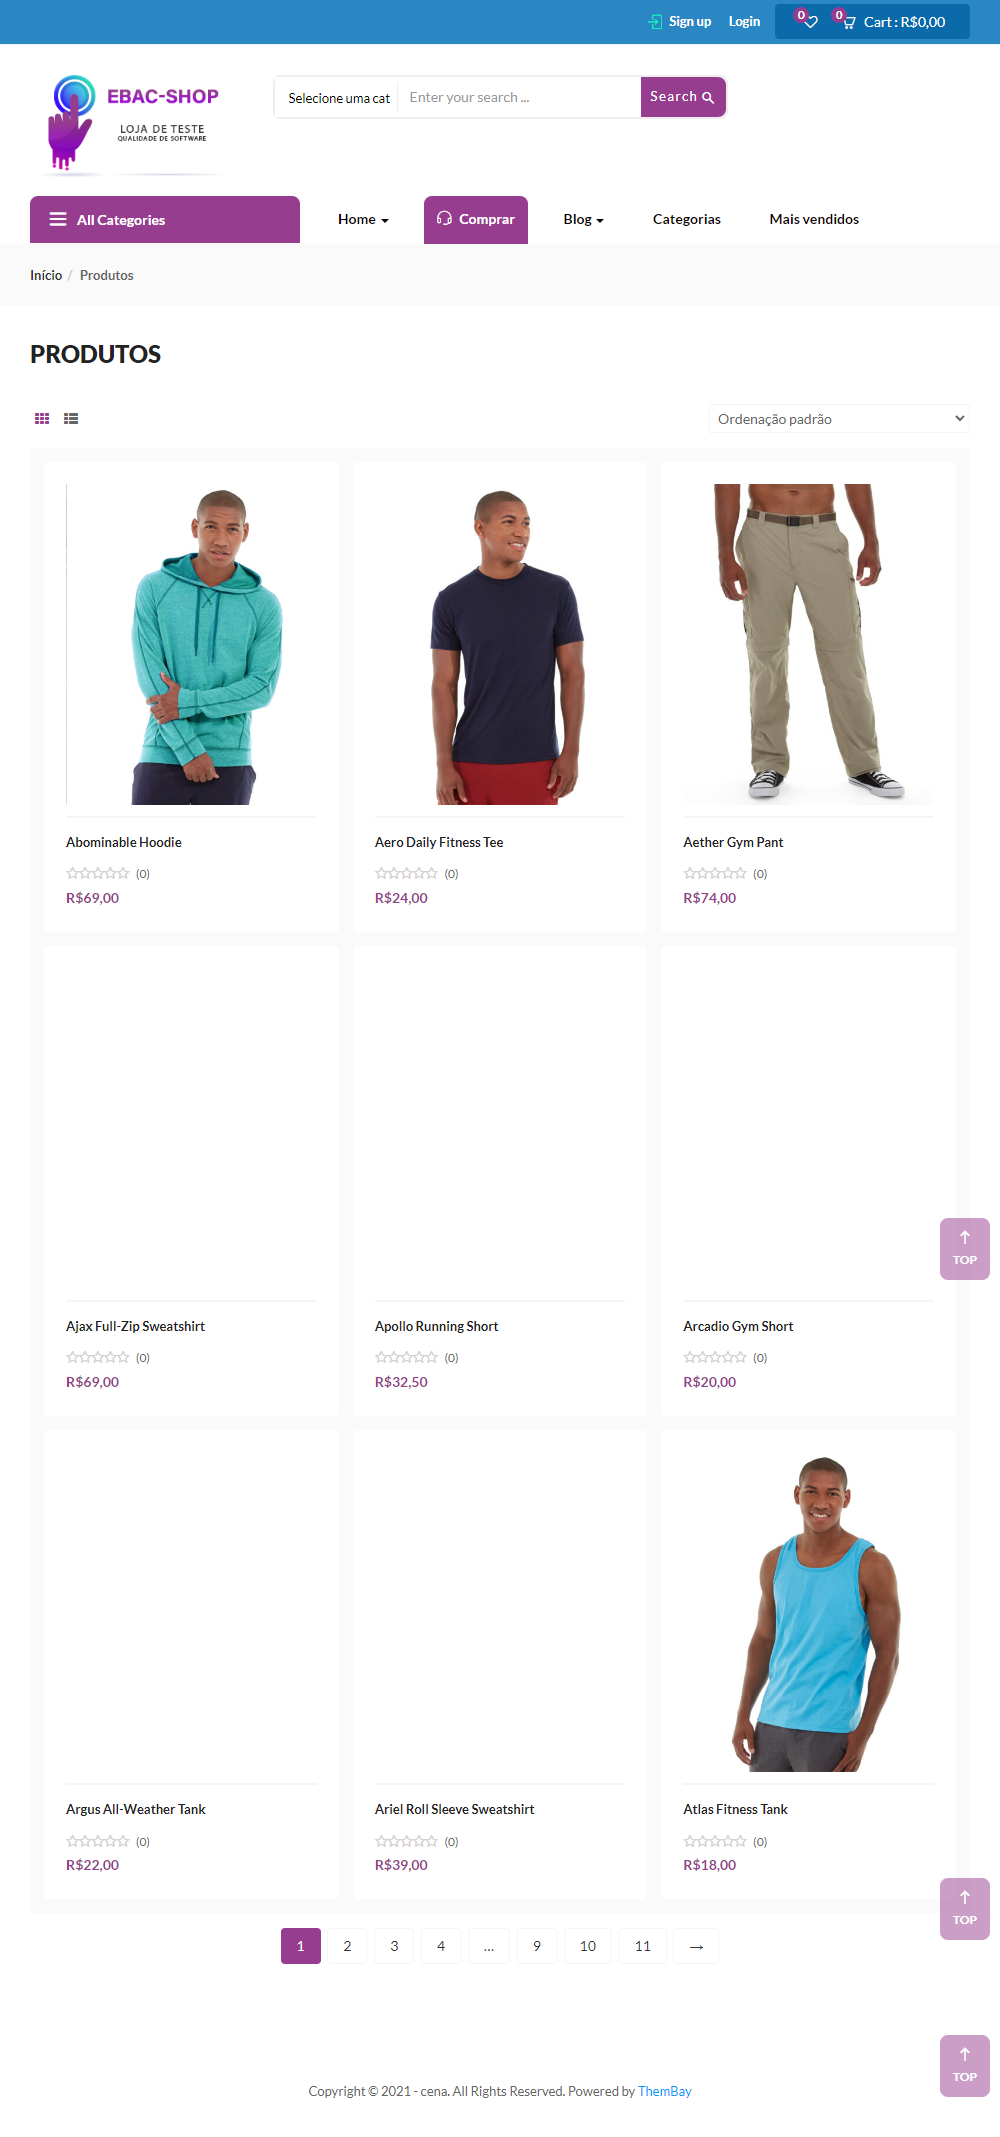 Sign up
Login
0
0
Cart : R$0,00
EBAC-SHOP
LOJA DE TESTE
QUALIDADE DE SOFTWARE
Selecione uma cat
Enter your search ...
Search
All Categories
Home
Comprar
Blog
Categorias
Mais vendidos
Início / Produtos
PRODUTOS
Ordenação padrão
Abominable Hoodie
(0)
R$69,00
Aero Daily Fitness Tee
(0)
R$24,00
Aether Gym Pant
(0)
R$74,00
Ajax Full-Zip Sweatshirt
(0)
R$69,00
Apollo Running Short
(0)
R$32,50
Arcadio Gym Short
(0)
R$20,00
TOP
Argus All-Weather Tank
(0)
R$22,00
Ariel Roll Sleeve Sweatshirt
(0)
R$39,00
Atlas Fitness Tank
(0)
R$18,00
TOP
1 2 3 4 ... 9 10 11 →
TOP
Copyright © 2021 - cena. All Rights Reserved. Powered by ThemBay